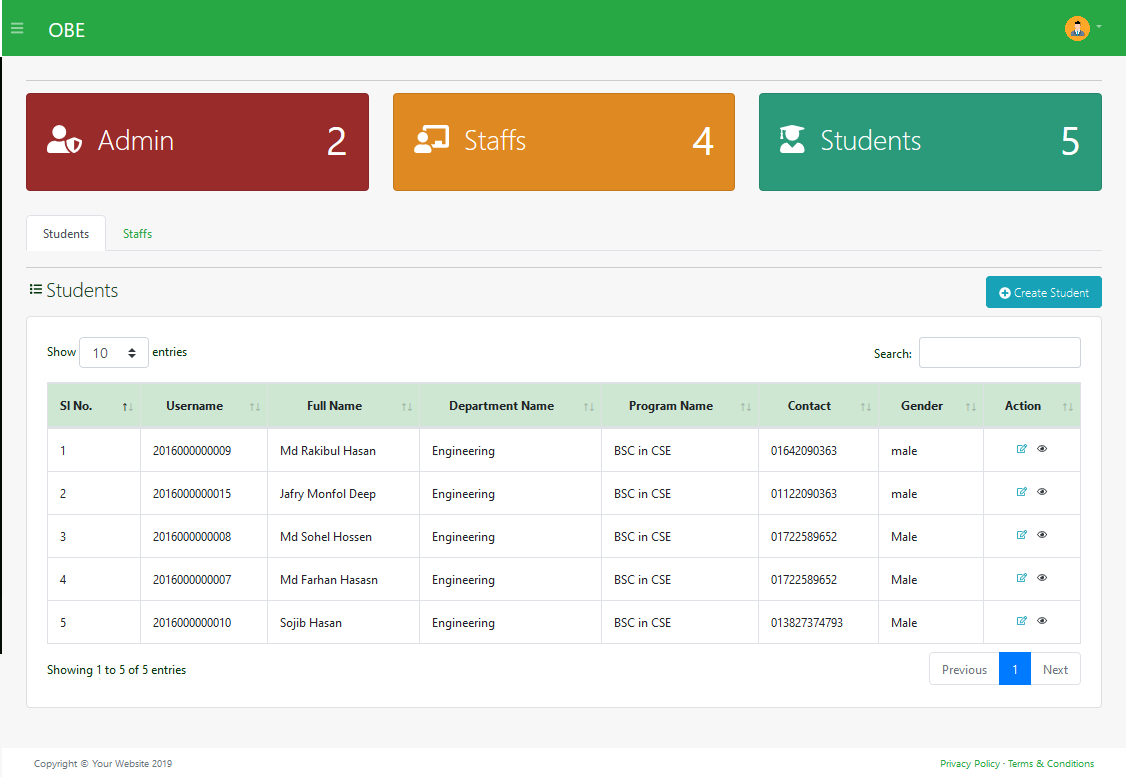 OBE
Admin 2
Staffs 4
Students 5
Students Staffs
Students
Create Student
Show 10 entries
Search:
Sl No. Username Full Name Department Name Program Name Contact Gender Action
1 2016000000009 Md Rakibul Hasan Engineering BSC in CSE 01642090363 male
2 2016000000015 Jafry Monfol Deep Engineering BSC in CSE 01122090363 male
3 2016000000008 Md Sohel Hossen Engineering BSC in CSE 01722589652 Male
4 2016000000007 Md Farhan Hasasn Engineering BSC in CSE 01722589652 Male
5 2016000000010 Sojib Hasan Engineering BSC in CSE 013827374793 Male
Showing 1 to 5 of 5 entries
Previous 1 Next
Copyright © Your Website 2019
Privacy Policy · Terms & Conditions